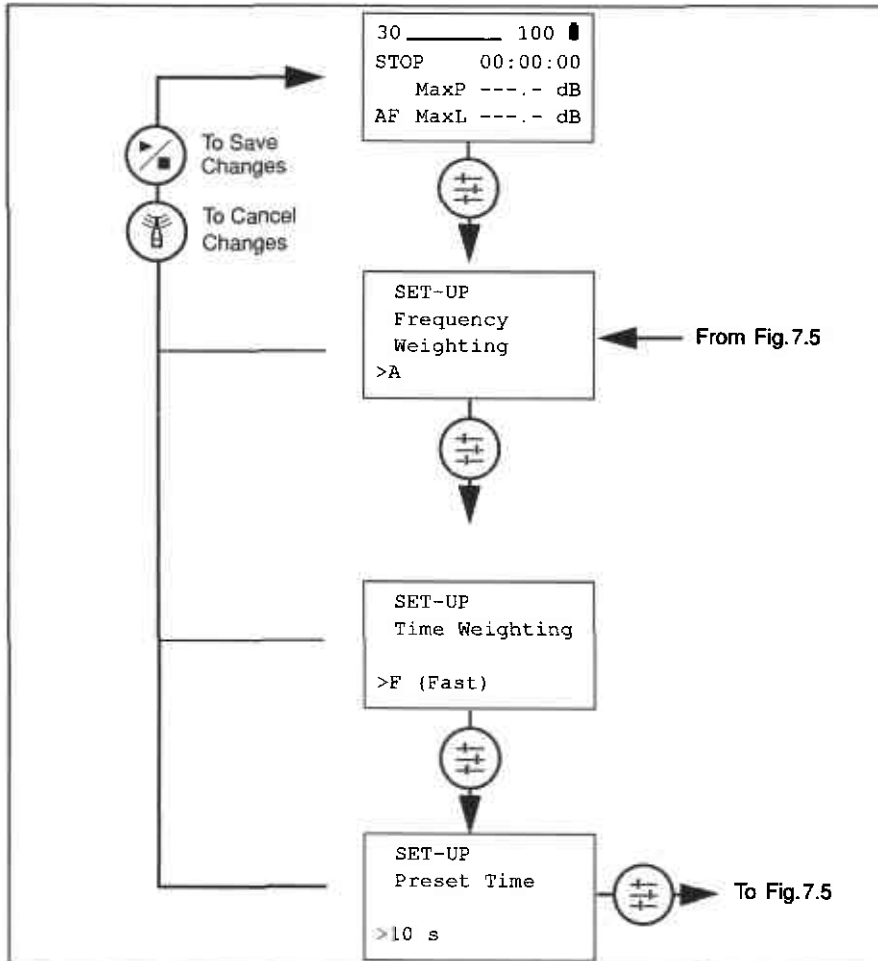 30 100
STOP 00:00:00
MaxP ---.- dB
AF MaxL ---.- dB
To Save
Changes
To Cancel
Changes
SET-UP
Frequency
Weighting
>A
From Fig.7.5
SET-UP
Time Weighting
>F (Fast)
SET-UP
Preset Time
>10 s
To Fig.7.5